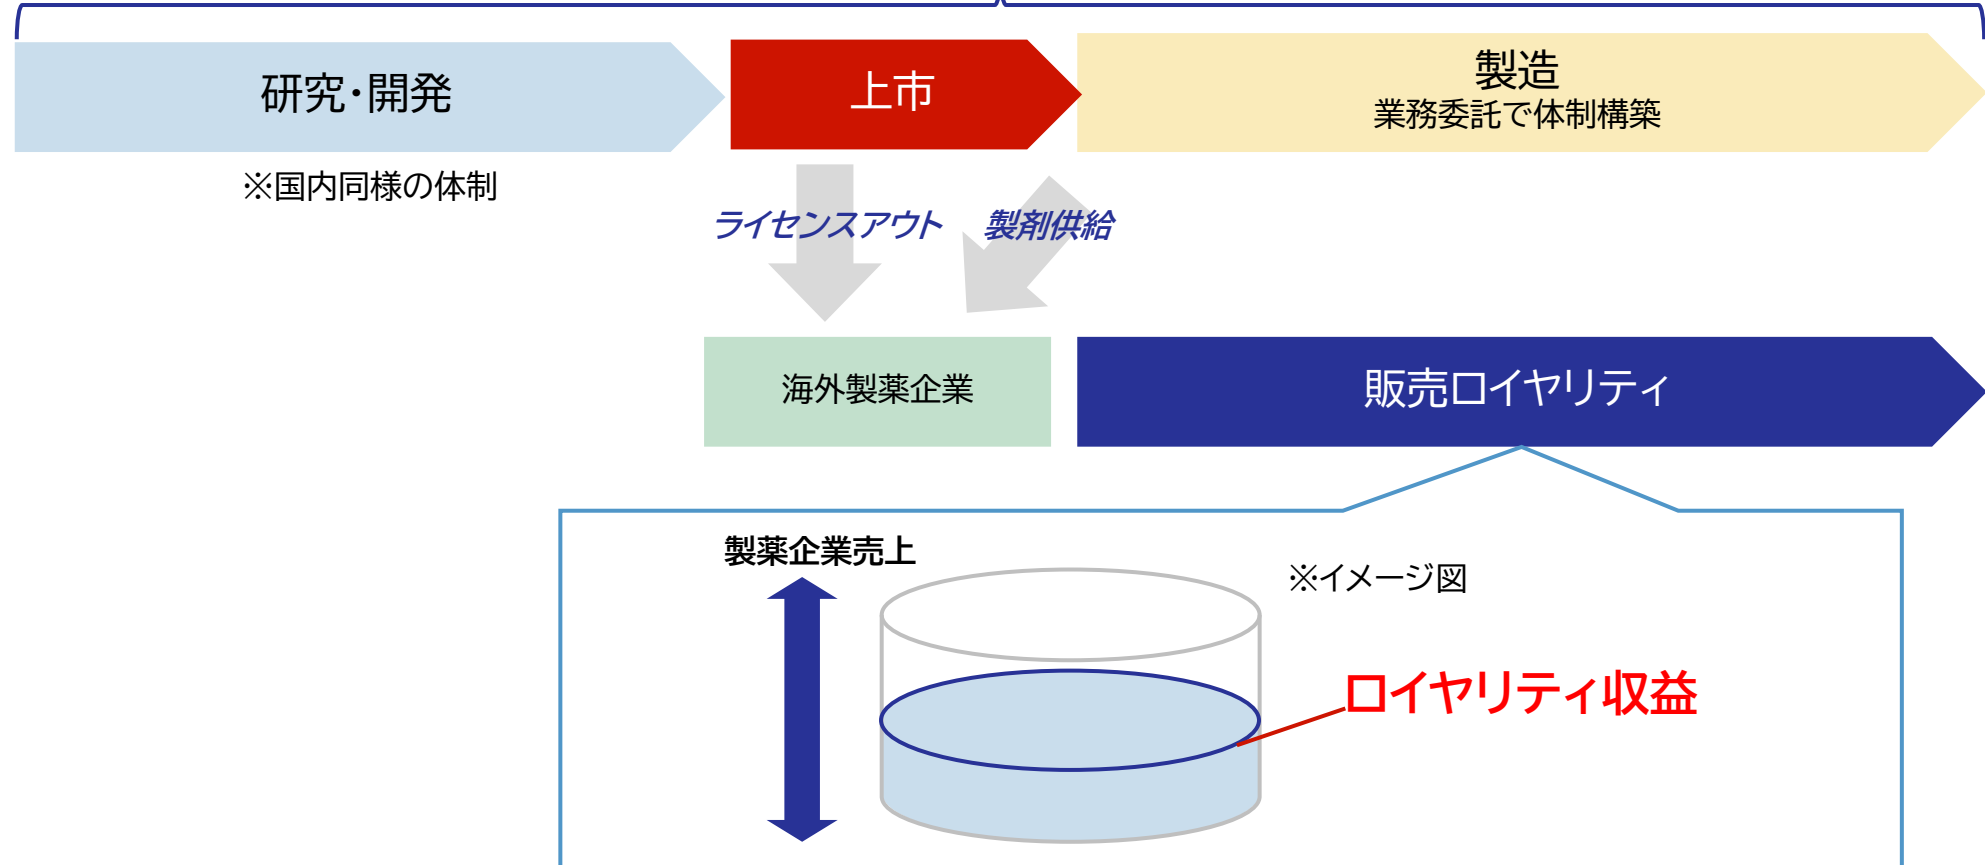 研究・開発
上市
製造
業務委託で体制構築
※国内同様の体制
ライセンスアウト
製剤供給
海外製薬企業
販売ロイヤリティ
製薬企業売上
※イメージ図
ロイヤリティ収益